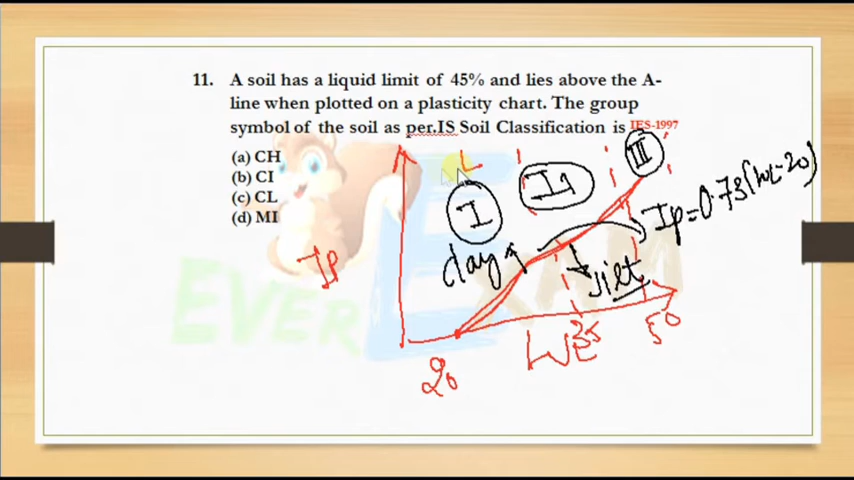 11. A soil has a liquid limit of 45% and lies above the A-
line when plotted on a plasticity chart. The group
symbol of the soil as per.IS Soil Classification is IES-1997
(a) CH
(b) CI
(c) CL
(d) MI
L
I
II
III
Ip=0.73(WL-20)
Ip
clay
silt
20
WL
35
50
EVER EXAM